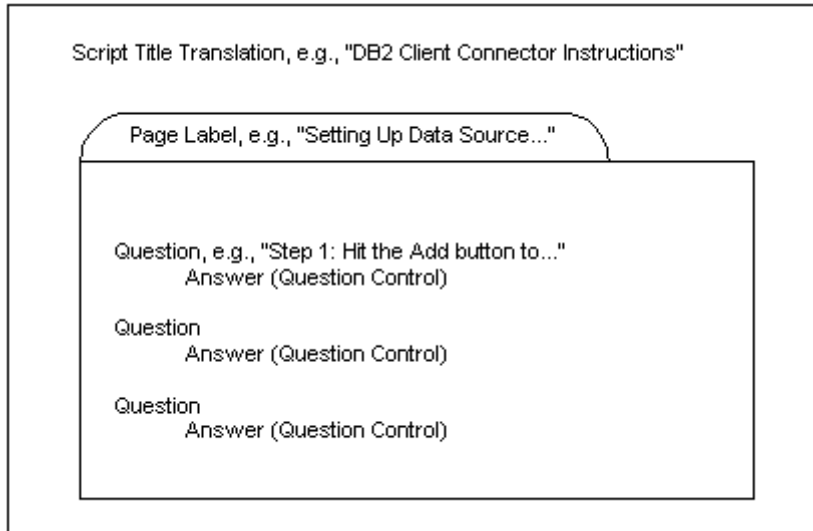 Script Title Translation, e.g., "DB2 Client Connector Instructions"
Page Label, e.g., "Setting Up Data Source..."
Question, e.g., "Step 1: Hit the Add button to..."
Answer (Question Control)
Question
Answer (Question Control)
Question
Answer (Question Control)